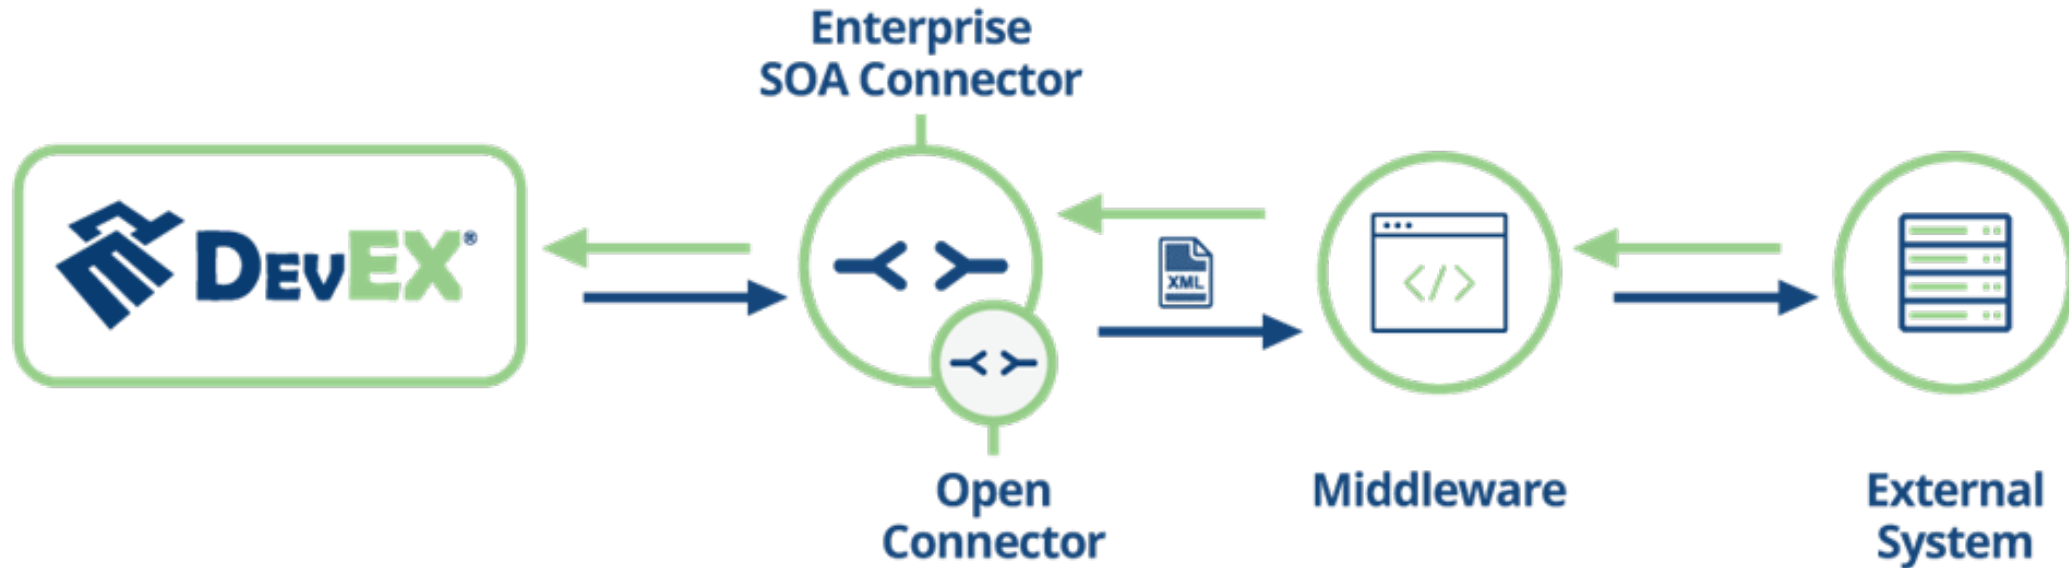 Enterprise
SOA Connector
DEVEX®
XML
</>
Open
Connector
Middleware
External
System